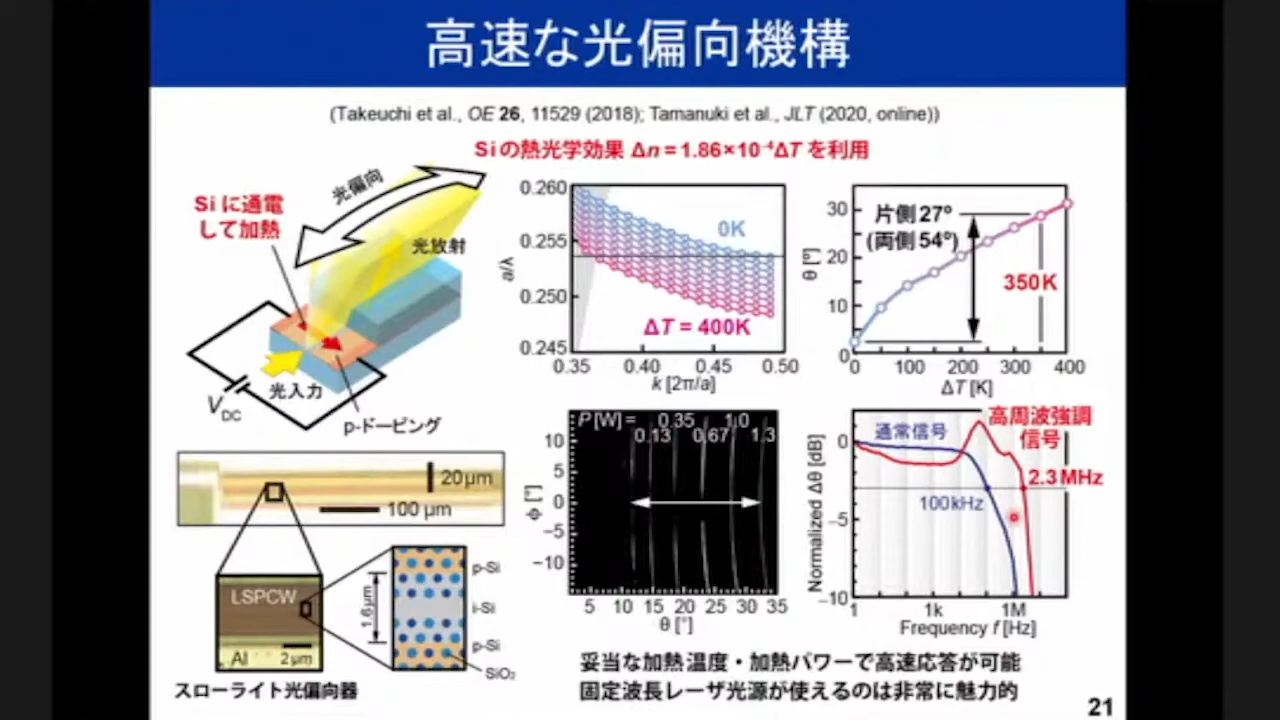 高速な光偏向機構
(Takeuchi et al., OE 26, 11529 (2018); Tamanuki et al., JLT (2020, online))
Siの熱光学効果 Δn = 1.86×10⁻⁴ΔT を利用
Si に通電
して加熱
光偏向
光放射
光入力
V_DC
p-ドーピング
a/λ
0.260
0.255
0.250
0.245
0K
ΔT = 400K
0.35 0.40 0.45 0.50
k [2π/a]
θ [°]
30
20
10
0
片側 27º
(両側 54º)
350K
0 100 200 300 400
ΔT [K]
20μm
100 μm
LSPCW
Al
2μm
1.6μm
p-Si
i-Si
p-Si
SiO₂
スローライト光偏向器
P [W] = 0.35 1.0
0.13 0.67 1.3
ϕ [°]
10
5
0
−5
−10
5 10 15 20 25 30 35
θ [°]
Normalized Δθ [dB]
0
−5
−10
通常信号
高周波強調
信号
2.3 MHz
100 kHz
1 1k 1M
Frequency f [Hz]
妥当な加熱温度・加熱パワーで高速応答が可能
固定波長レーザ光源が使えるのは非常に魅力的
21